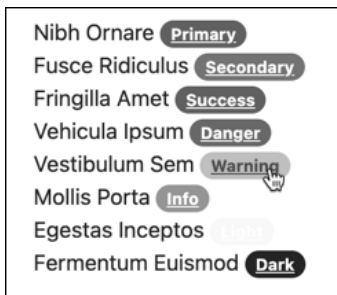 Nibh Ornare Primary
Fusce Ridiculus Secondary
Fringilla Amet Success
Vehicula Ipsum Danger
Vestibulum Sem Warning
Mollis Porta Info
Egestas Inceptos Light
Fermentum Euismod Dark